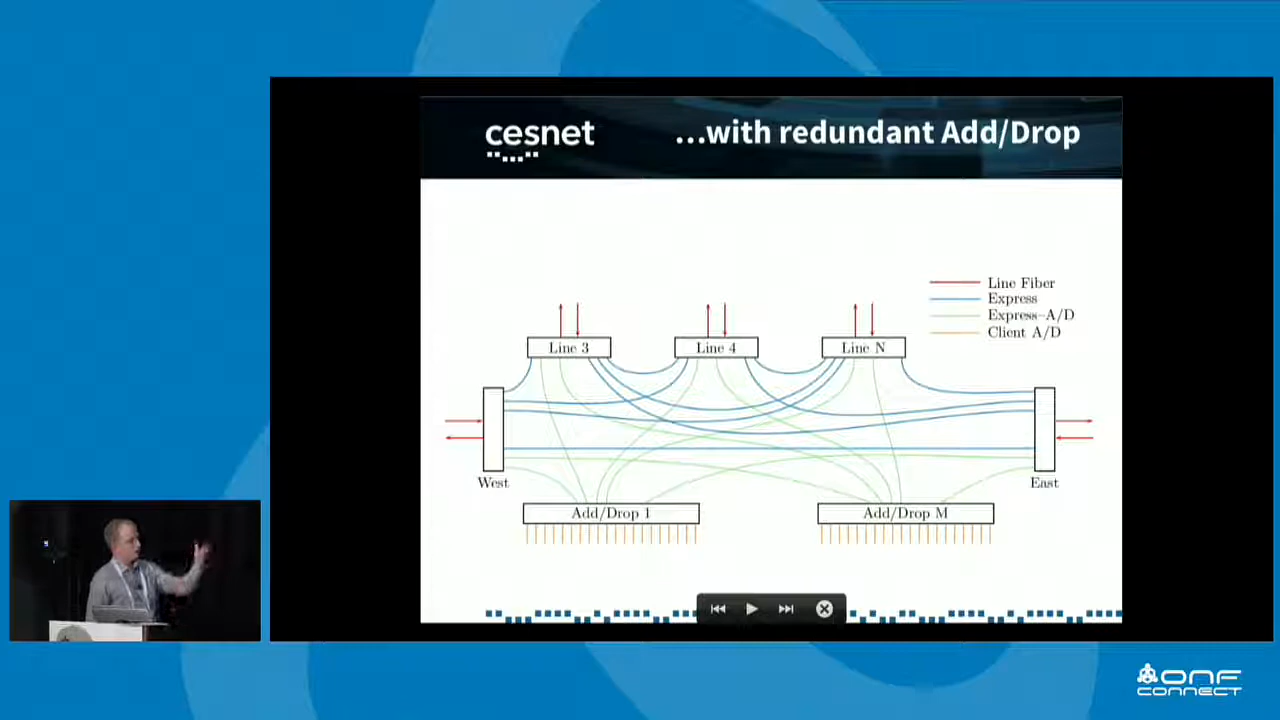 cesnet
...with redundant Add/Drop
Line Fiber
Express
Express–A/D
Client A/D
Line 3
Line 4
Line N
West
East
Add/Drop 1
Add/Drop M
ONF
CONNECT